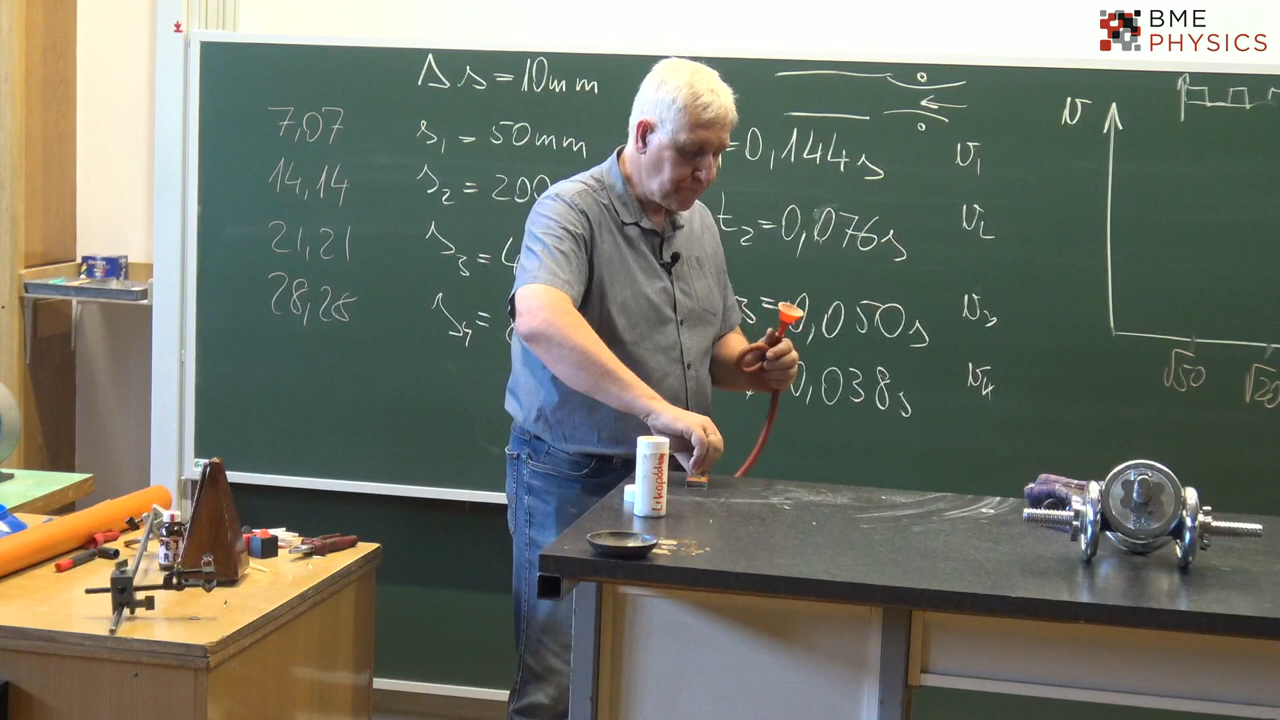 BME
PHYSICS
Δs = 10mm
7,07
s₁ = 50mm
=0,144s
v₁
v
14,14
s₂ = 200
t₂ = 0,076s
v₂
21,21
s₃ = 4
=0,050s
v₃
28,28
s₄ =
0,038s
v₄
√50
√20
Likopódium